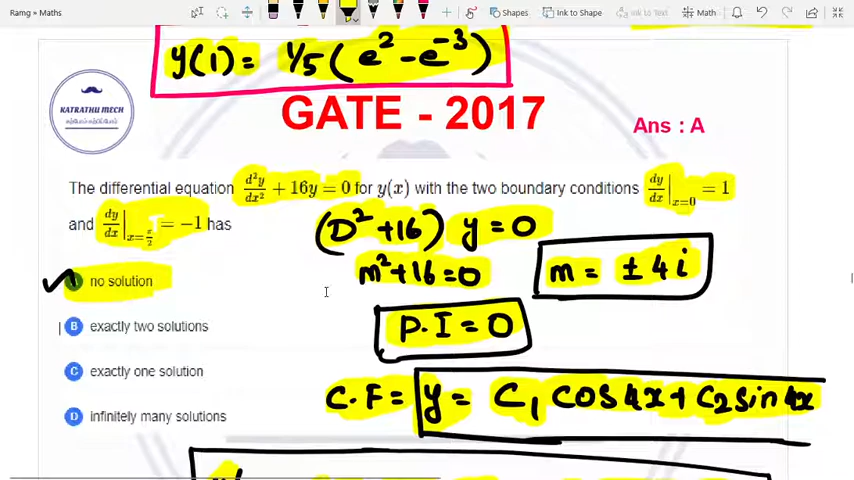 Ramg » Maths
Shapes
Ink to Shape
Ink to Text
Math
y(1) = 1/5 ( e² - e⁻³ )
KATRATHU MECH
GATE - 2017
Ans : A
The differential equation d²y/dx² + 16y = 0 for y(x) with the two boundary conditions dy/dx|ₓ₌₀ = 1
and dy/dx|ₓ₌π/2 = −1 has
(D² +16) y = 0
no solution
m² +16 = 0
m = ± 4i
B exactly two solutions
P.I = 0
C exactly one solution
C.F = y = C₁ cos 4x + C₂ sin 4x
D infinitely many solutions